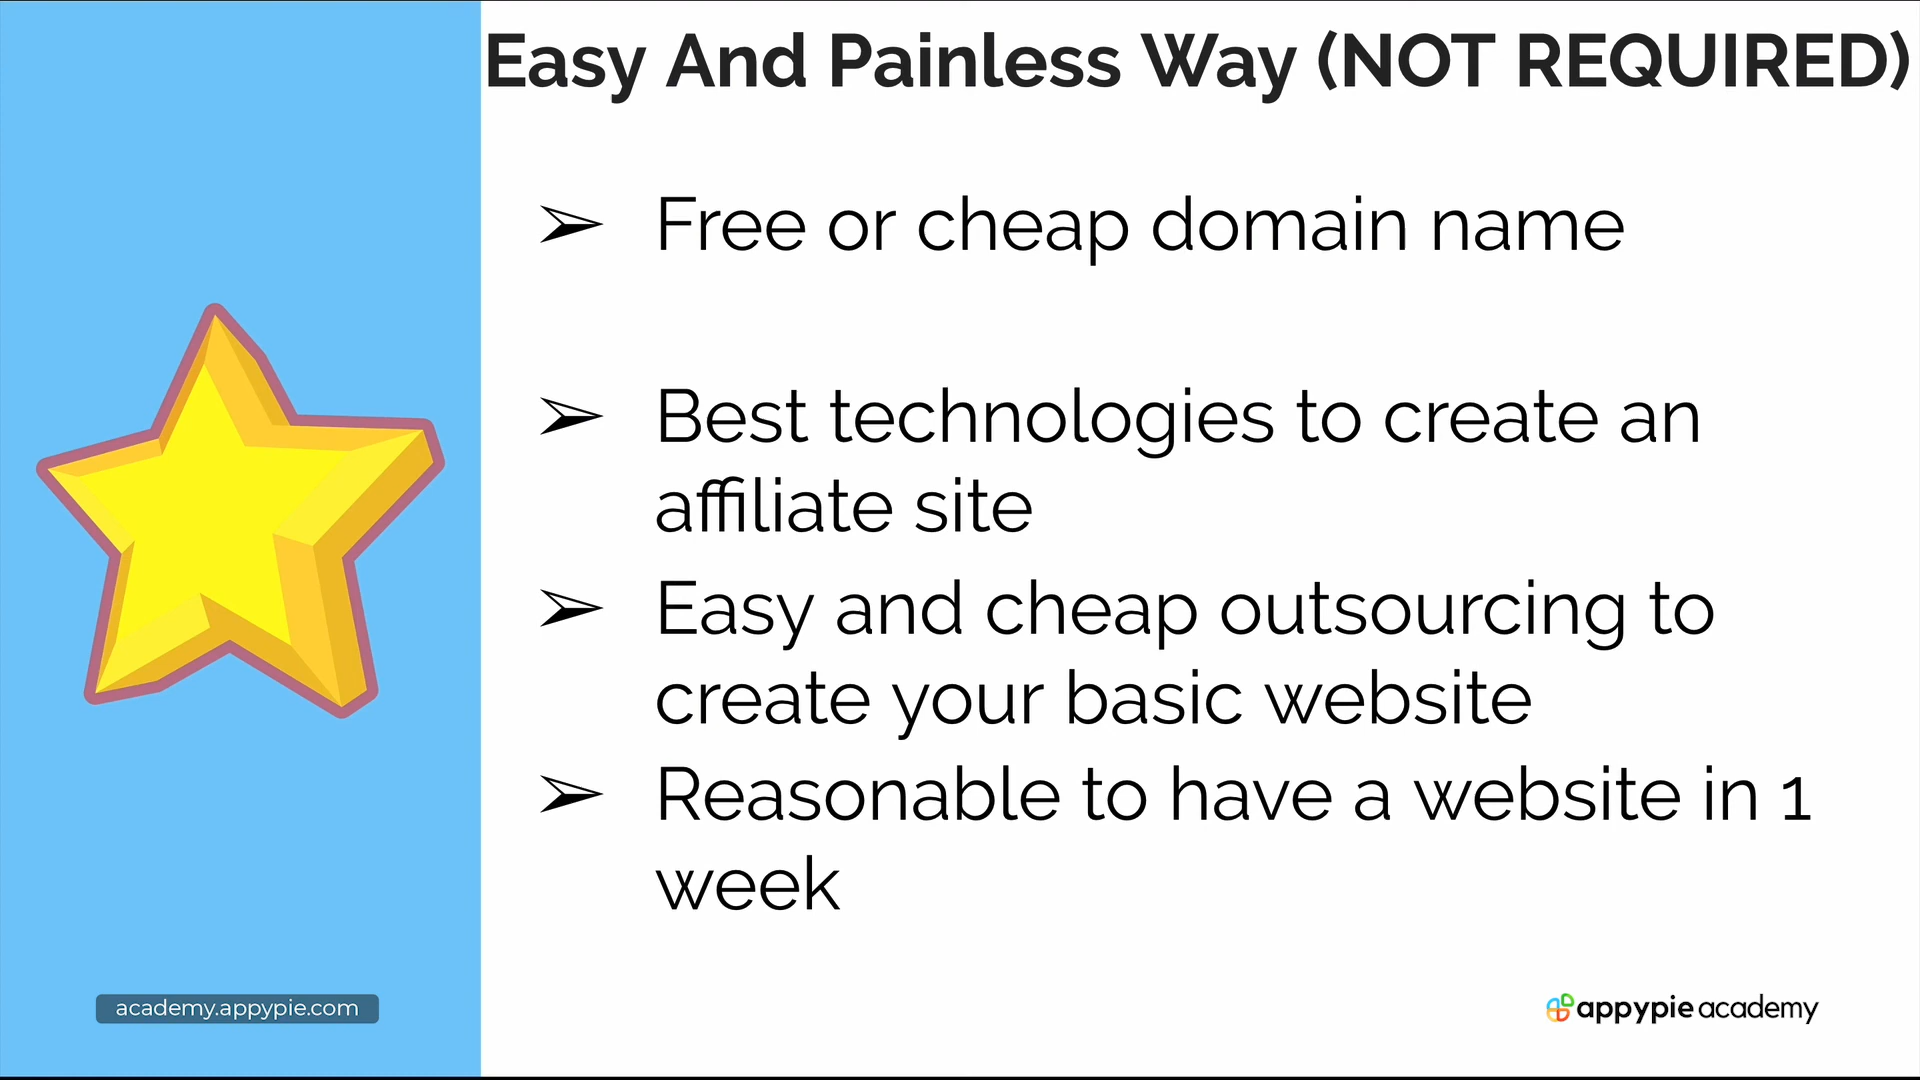 Easy And Painless Way (NOT REQUIRED)
➢ Free or cheap domain name
➢ Best technologies to create an
affiliate site
➢ Easy and cheap outsourcing to
create your basic website
➢ Reasonable to have a website in 1
week
academy.appypie.com
appypie academy